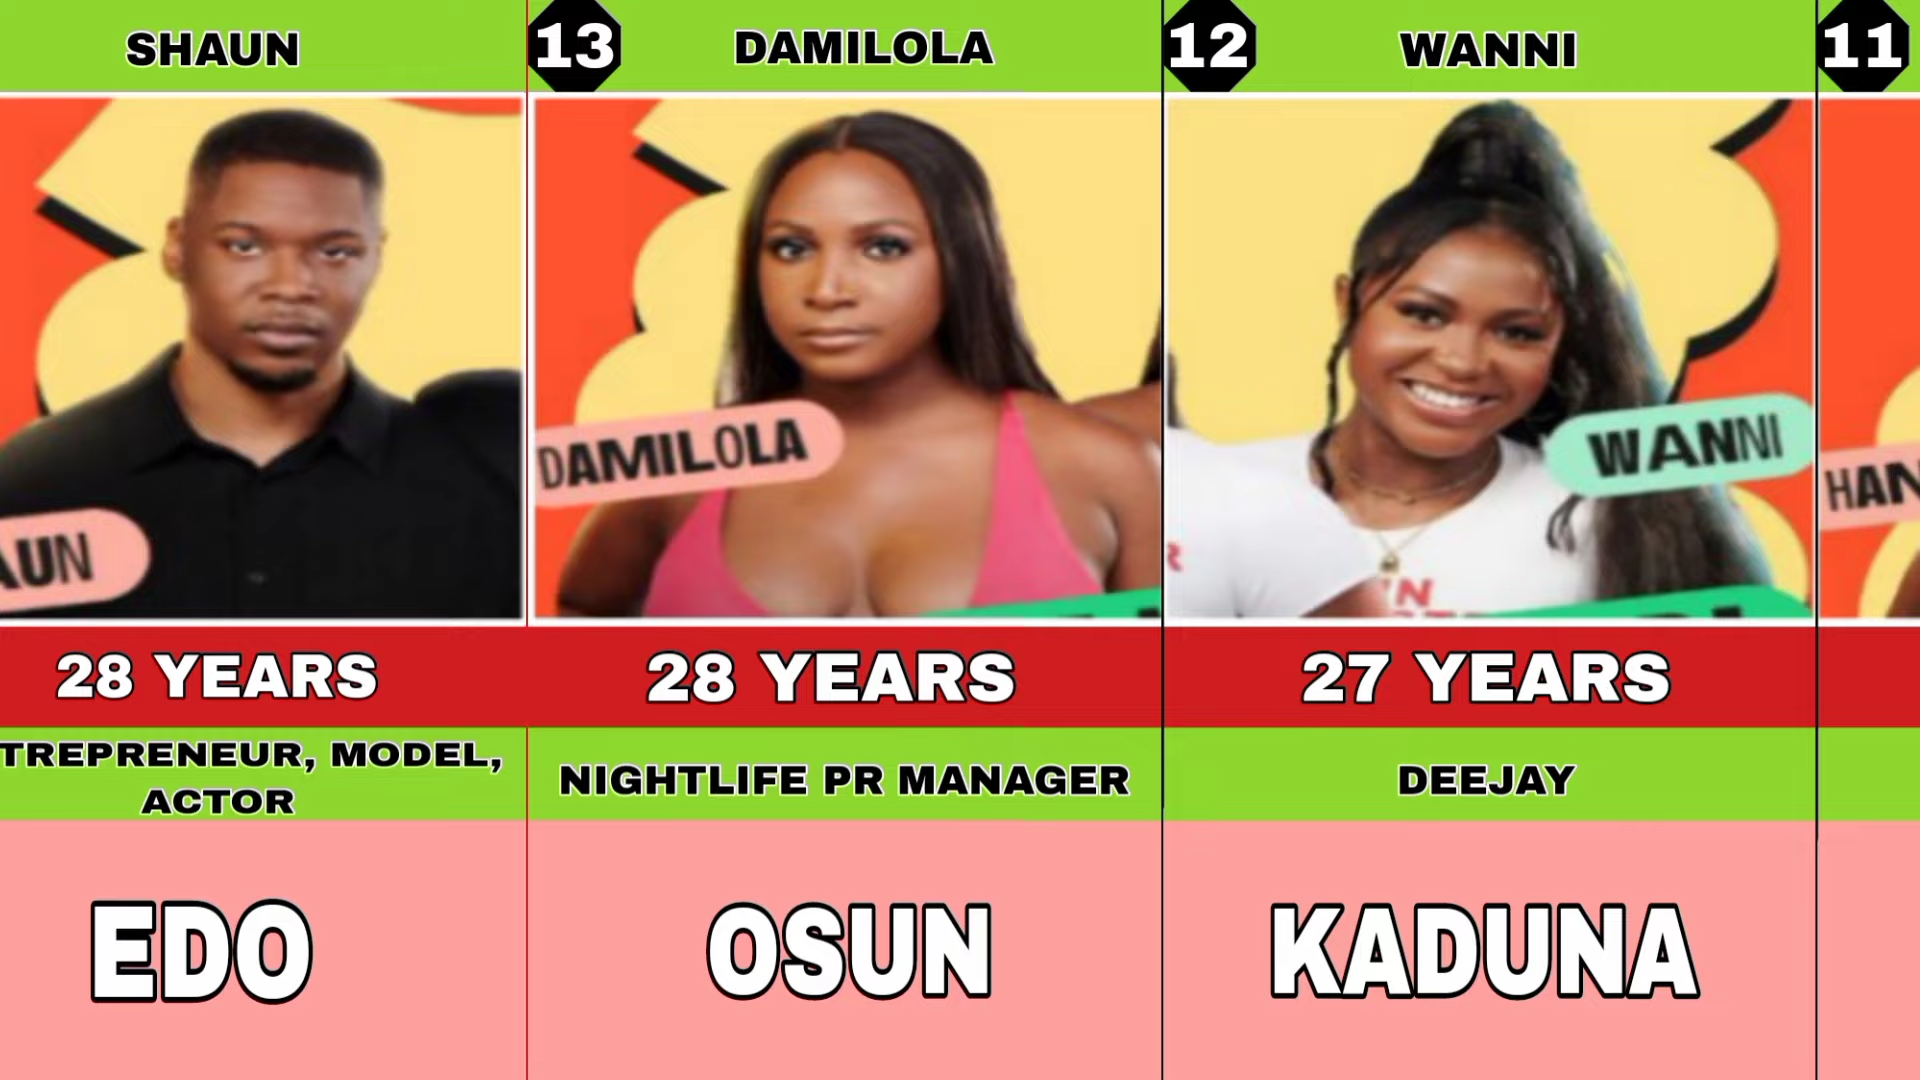 SHAUN
13
DAMILOLA
12
WANNI
11
AUN
DAMILOLA
WANNI
HAN
28 YEARS
28 YEARS
27 YEARS
TREPRENEUR, MODEL,
ACTOR
NIGHTLIFE PR MANAGER
DEEJAY
EDO
OSUN
KADUNA